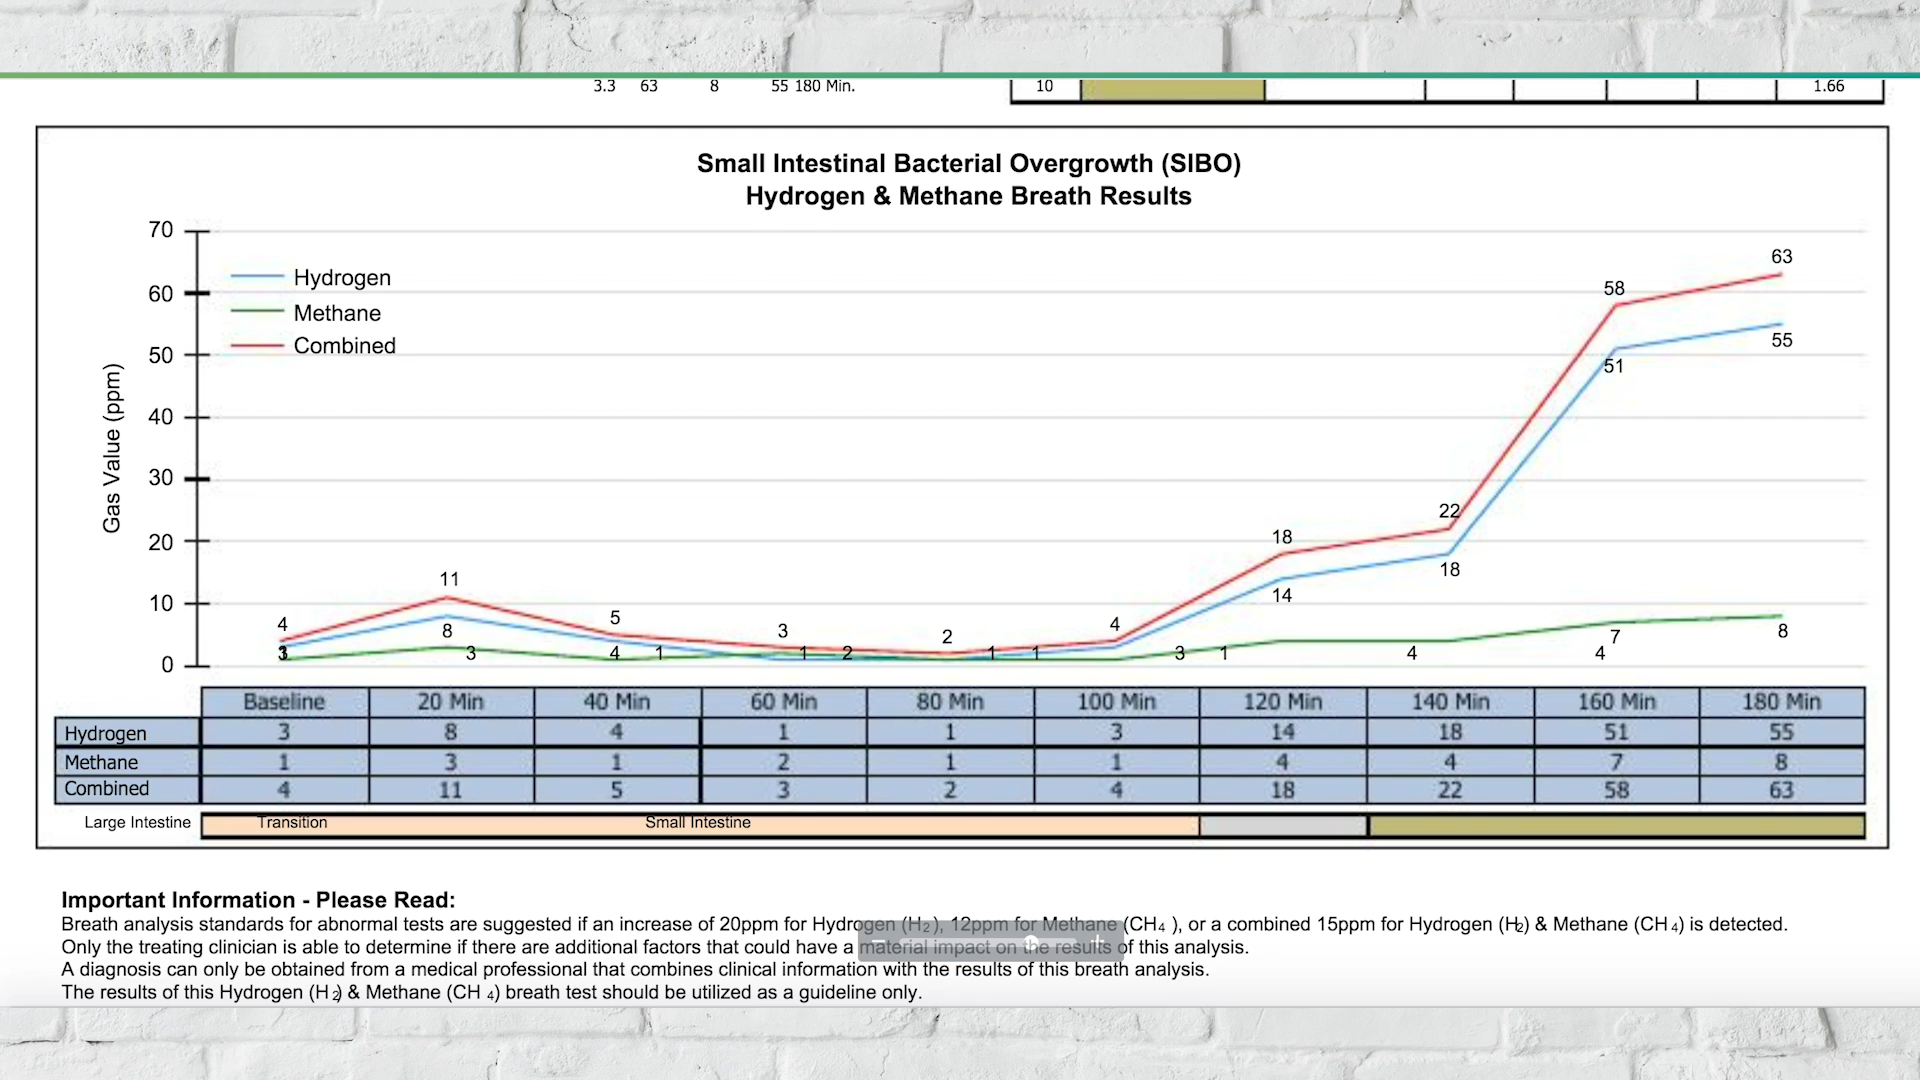 3.3 63 8 55 180 Min. 10 1.66
Small Intestinal Bacterial Overgrowth (SIBO)
Hydrogen & Methane Breath Results
Gas Value (ppm)
70
60
50
40
30
20
10
0
Hydrogen
Methane
Combined
4 11 5 3 2 4 18 22 58 63
3 8 4 1 1 3 14 18 51 55
1 3 1 2 1 1 4 4 7 8
Baseline 20 Min 40 Min 60 Min 80 Min 100 Min 120 Min 140 Min 160 Min 180 Min
Hydrogen 3 8 4 1 1 3 14 18 51 55
Methane 1 3 1 2 1 1 4 4 7 8
Combined 4 11 5 3 2 4 18 22 58 63
Large Intestine Transition Small Intestine
Important Information - Please Read:
Breath analysis standards for abnormal tests are suggested if an increase of 20ppm for Hydrogen (H2), 12ppm for Methane (CH4 ), or a combined 15ppm for Hydrogen (H2) & Methane (CH4) is detected.
Only the treating clinician is able to determine if there are additional factors that could have a material impact on the results of this analysis.
A diagnosis can only be obtained from a medical professional that combines clinical information with the results of this breath analysis.
The results of this Hydrogen (H2) & Methane (CH 4) breath test should be utilized as a guideline only.